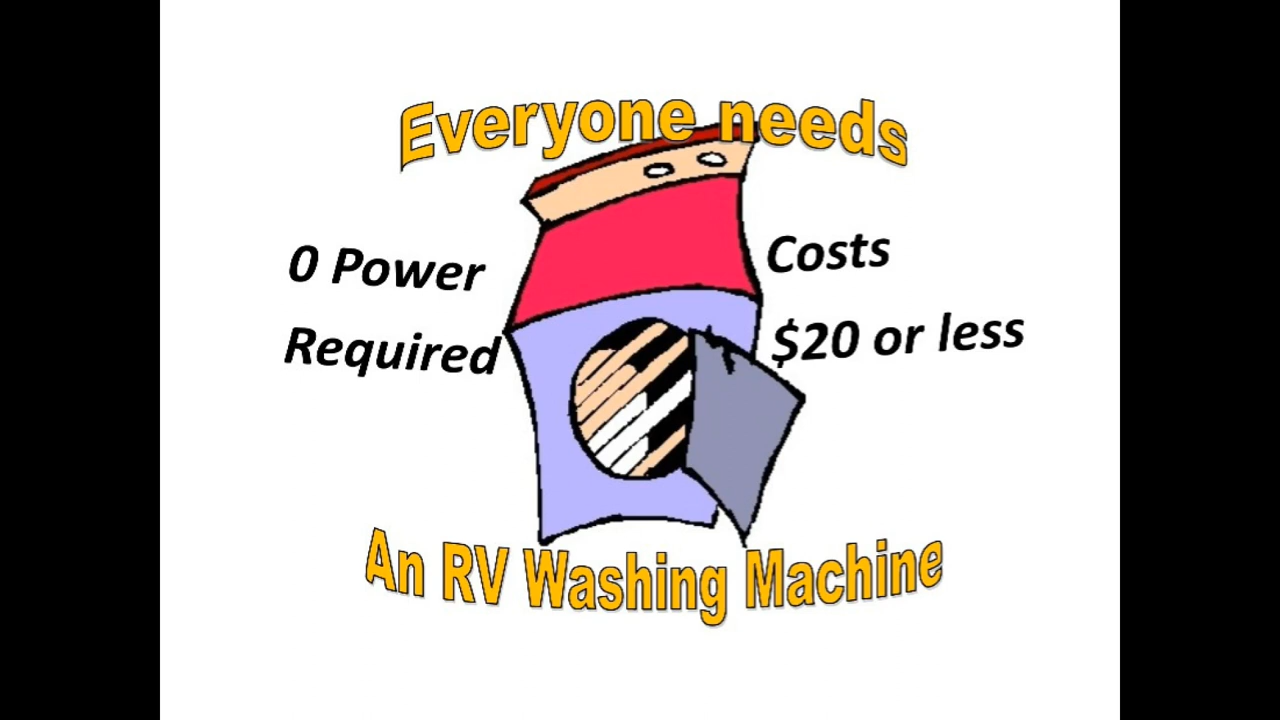 Everyone needs
0 Power
Required
Costs
$20 or less
An RV Washing Machine